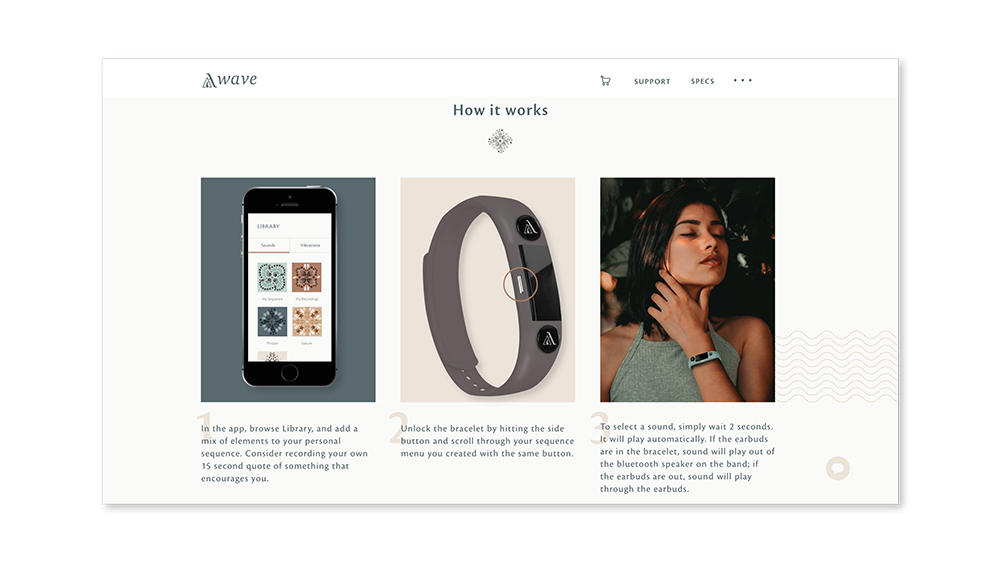 wave
SUPPORT
SPECS
How it works
LIBRARY
Sounds
Vibrations
My Sequence
My Recordings
Phrases
Nature
1
In the app, browse Library, and add a
mix of elements to your personal
sequence. Consider recording your own
15 second quote of something that
encourages you.
2
Unlock the bracelet by hitting the side
button and scroll through your sequence
menu you created with the same button.
3
To select a sound, simply wait 2 seconds.
It will play automatically. If the earbuds
are in the bracelet, sound will play out of
the bluetooth speaker on the band; if
the earbuds are out, sound will play
through the earbuds.